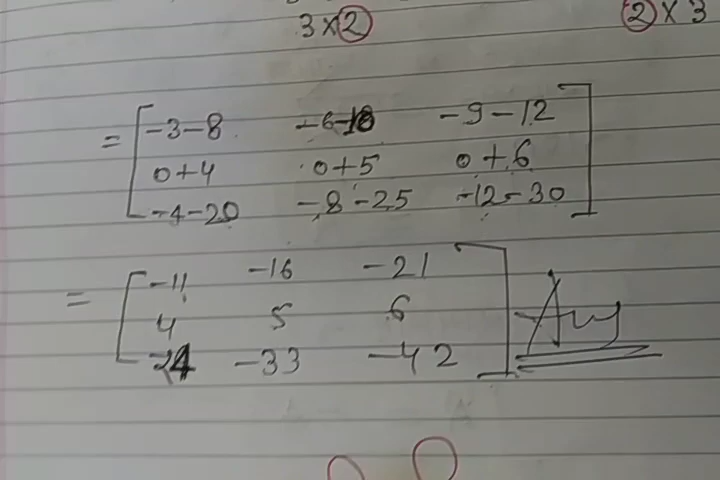 3×2 2×3
= [ -3-8 -6-10 -9-12
0+4 0+5 0+6
-4-20 -8-25 -12-30 ]
= [ -11 -16 -21
4 5 6
-24 -33 -42 ] Ans